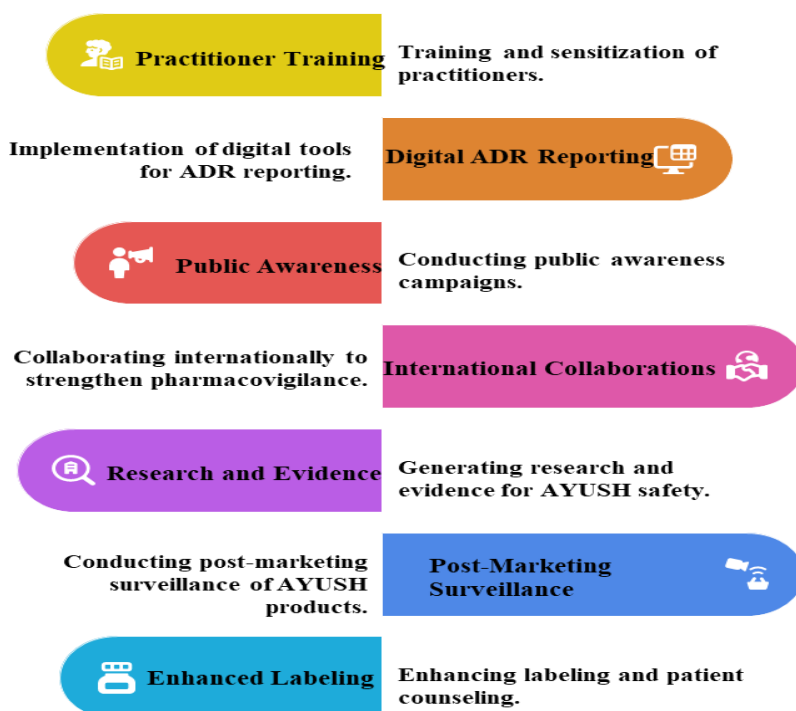 Practitioner Training
Training and sensitization of
practitioners.
Implementation of digital tools
for ADR reporting.
Digital ADR Reporting
Public Awareness
Conducting public awareness
campaigns.
Collaborating internationally to
strengthen pharmacovigilance.
International Collaborations
Research and Evidence
Generating research and
evidence for AYUSH safety.
Conducting post-marketing
surveillance of AYUSH
products.
Post-Marketing
Surveillance
Enhanced Labeling
Enhancing labeling and patient
counseling.